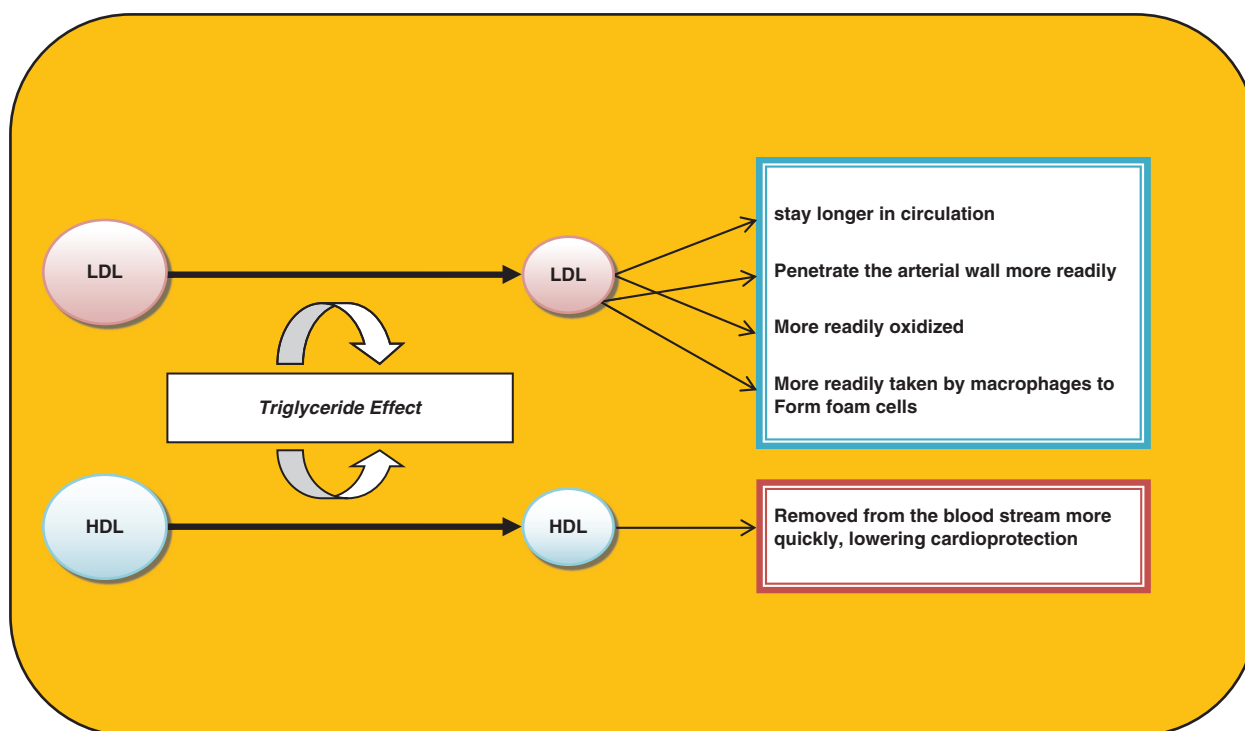 LDL
LDL
stay longer in circulation
Penetrate the arterial wall more readily
More readily oxidized
More readily taken by macrophages to
Form foam cells
Triglyceride Effect
HDL
HDL
Removed from the blood stream more
quickly, lowering cardioprotection